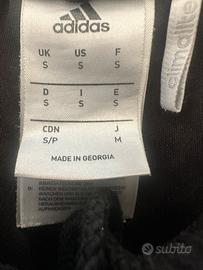 adidas
UK US F
S S S
D I E
S S S
CDN J
S/P M
MADE IN GEORGIA
climalite
subito